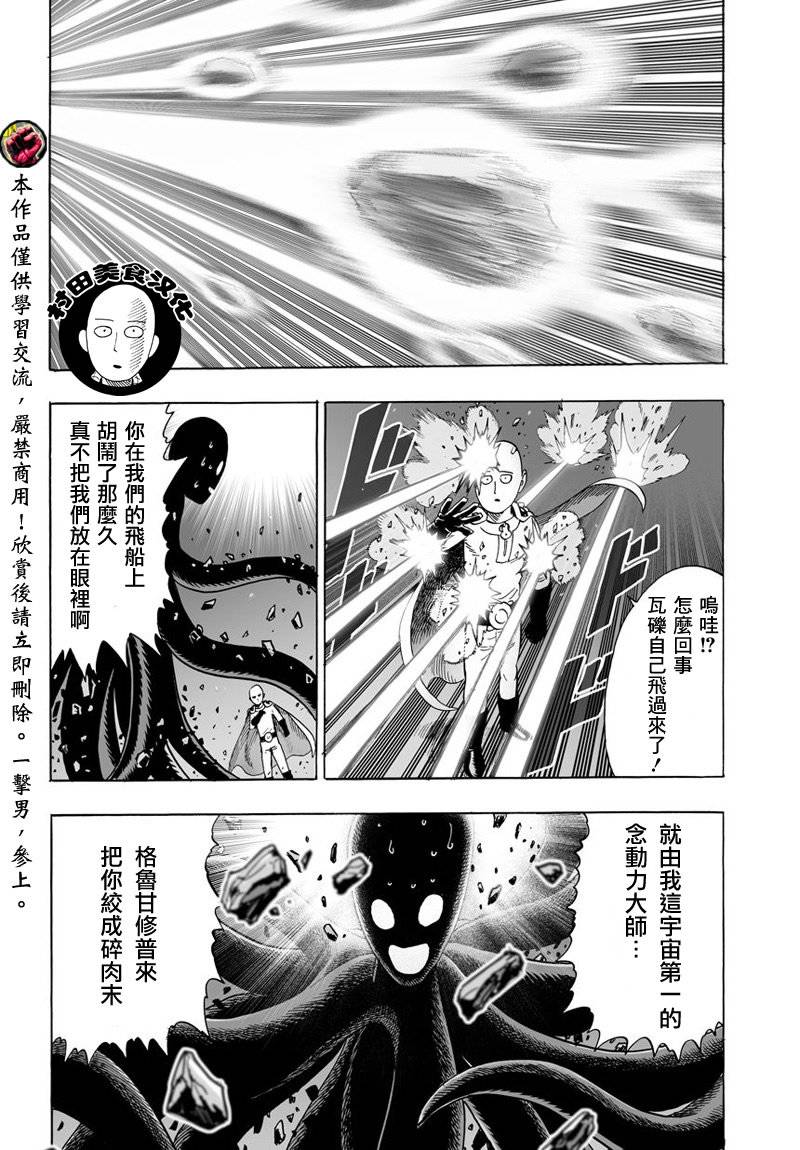 本作品僅供學習交流，嚴禁商用！欣賞後請立即刪除。一擊男，參上。
村田美食汉化
嗚哇!?
怎麼回事
瓦礫自己飛過來了！
ドドド
你在我們的飛船上
胡鬧了那麼久
真不把我們放在眼裡啊
就由我這宇宙第一的
念動力大師…
格魯甘修普來
把你絞成碎肉末